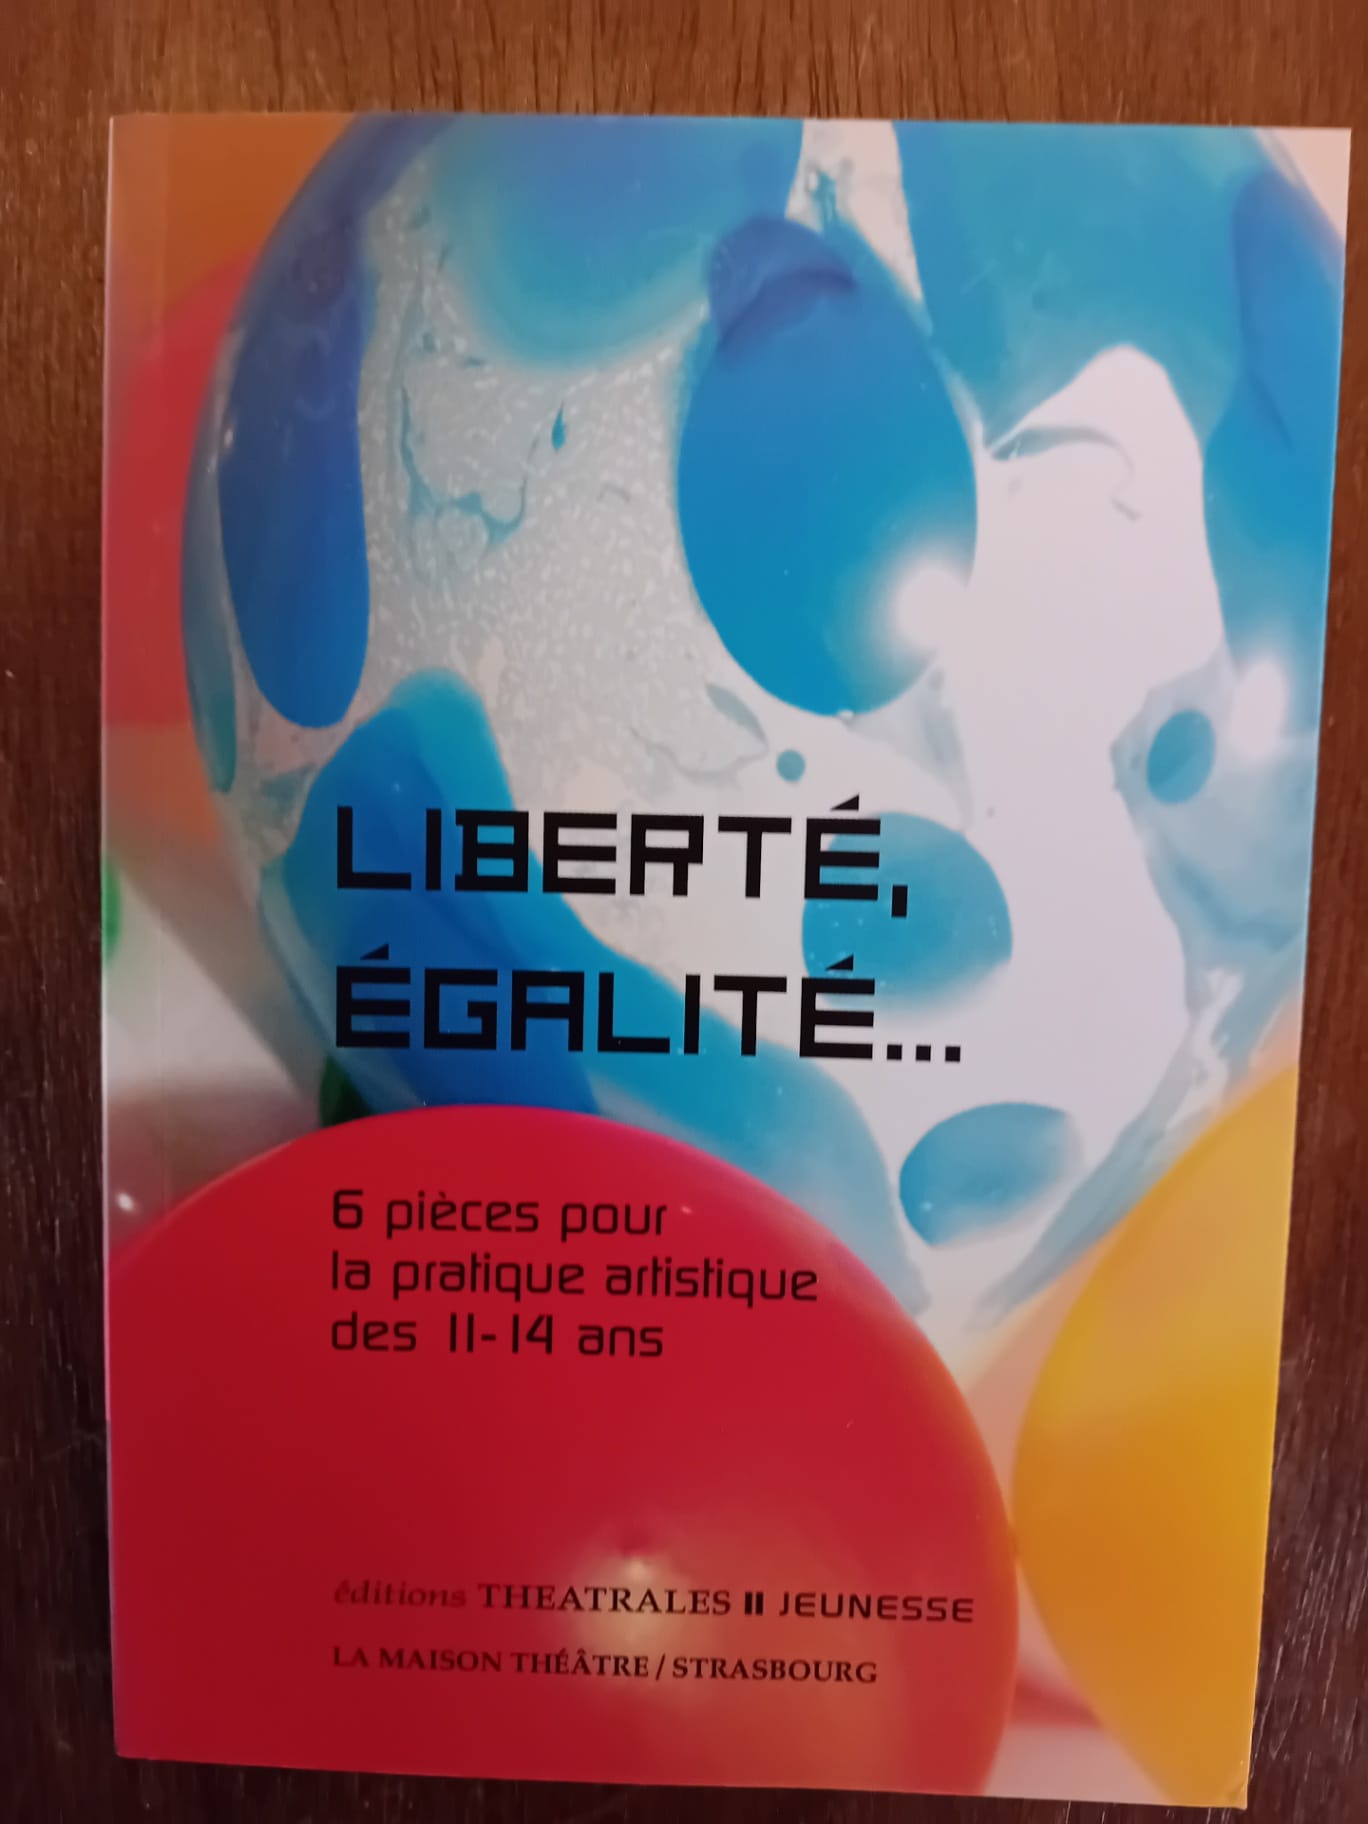 LIBERTÉ,
ÉGALITÉ...
6 pièces pour
la pratique artistique
des 11-14 ans
éditions THEATRALES II JEUNESSE
LA MAISON THÉÂTRE / STRASBOURG